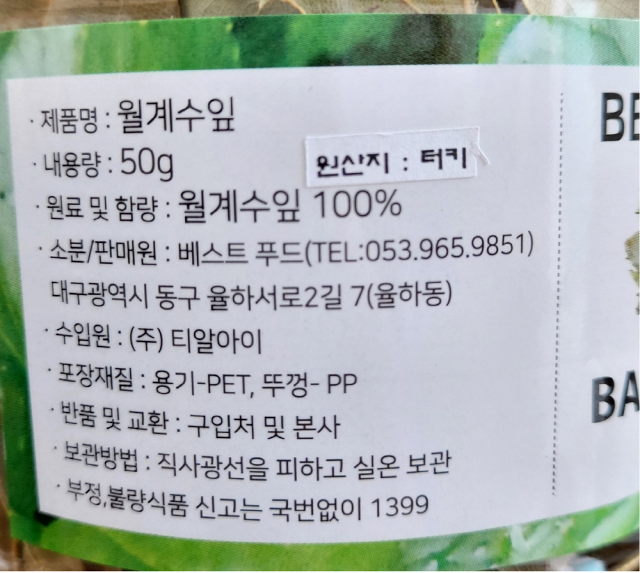 · 제품명 : 월계수잎
· 내용량 : 50g
원산지 : 터키
· 원료 및 함량 : 월계수잎 100%
· 소분/판매원 : 베스트 푸드(TEL:053.965.9851)
대구광역시 동구 율하서로2길 7(율하동)
· 수입원 : (주) 티알아이
· 포장재질 : 용기-PET, 뚜껑- PP
· 반품 및 교환 : 구입처 및 본사
· 보관방법 : 직사광선을 피하고 실온 보관
· 부정,불량식품 신고는 국번없이 1399
BE
BA